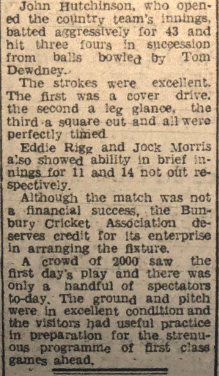 John Hutchinson, who open-
ed the country team's innings,
batted aggressively for 43 and
hit three fours in succession
from balls bowled by Tom
Dewdney.
The strokes were excellent.
The first was a cover drive,
the second a leg glance, the
third a square cut and all were
perfectly timed.
Eddie Rigg and Jock Morris
also showed ability in brief in-
nings for 11 and 14 not out re-
spectively.
Although the match was not
a financial success, the Bun-
bury Cricket Association de-
serves credit for its enterprise
in arranging the fixture.
A crowd of 2000 saw the
first day's play and there was
only a handful of spectators
to-day. The ground and pitch
were in excellent condition and
the visitors had useful practice
in preparation for the strenu-
ous programme of first class
games ahead.